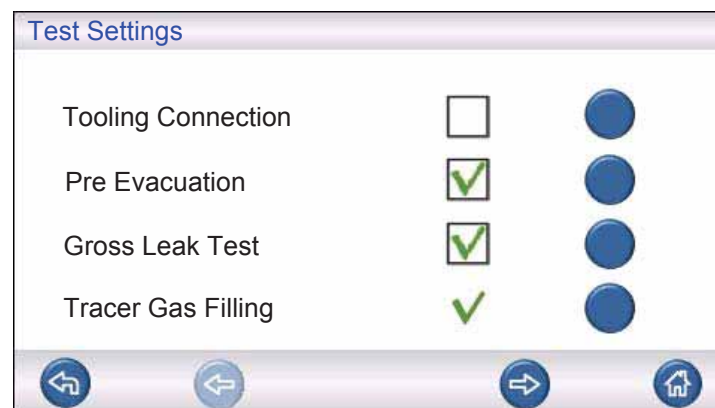 Test Settings
Tooling Connection
Pre Evacuation
Gross Leak Test
Tracer Gas Filling